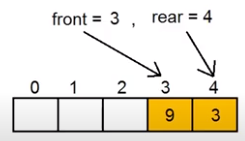 front = 3 , rear = 4
0 1 2 3 4
9 3